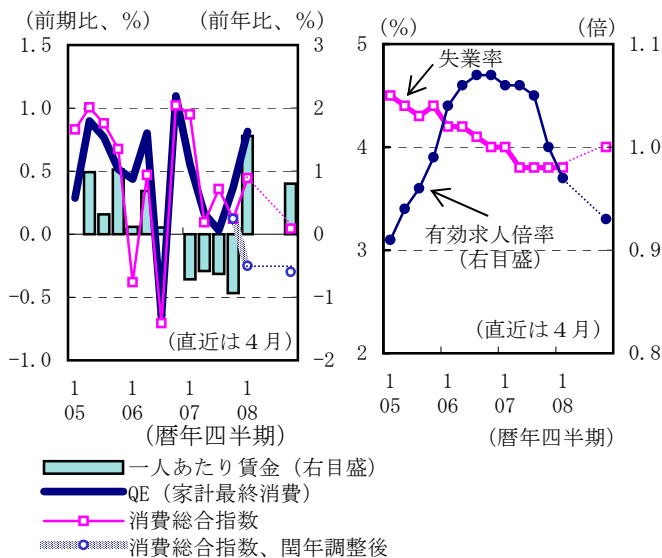 (前期比、%)
(前年比、%)
1.5
1.0
0.5
0.0
-0.5
-1.0
3
2
1
0
-1
-2
(直近は4月)
1 1 1 1
05 06 07 08
(暦年四半期)
(%)
(倍)
5
4
3
2
1.1
1.0
0.9
0.8
失業率
有効求人倍率
(右目盛)
(直近は4月)
1 1 1 1
05 06 07 08
(暦年四半期)
一人あたり賃金(右目盛)
QE(家計最終消費)
消費総合指数
消費総合指数、閏年調整後